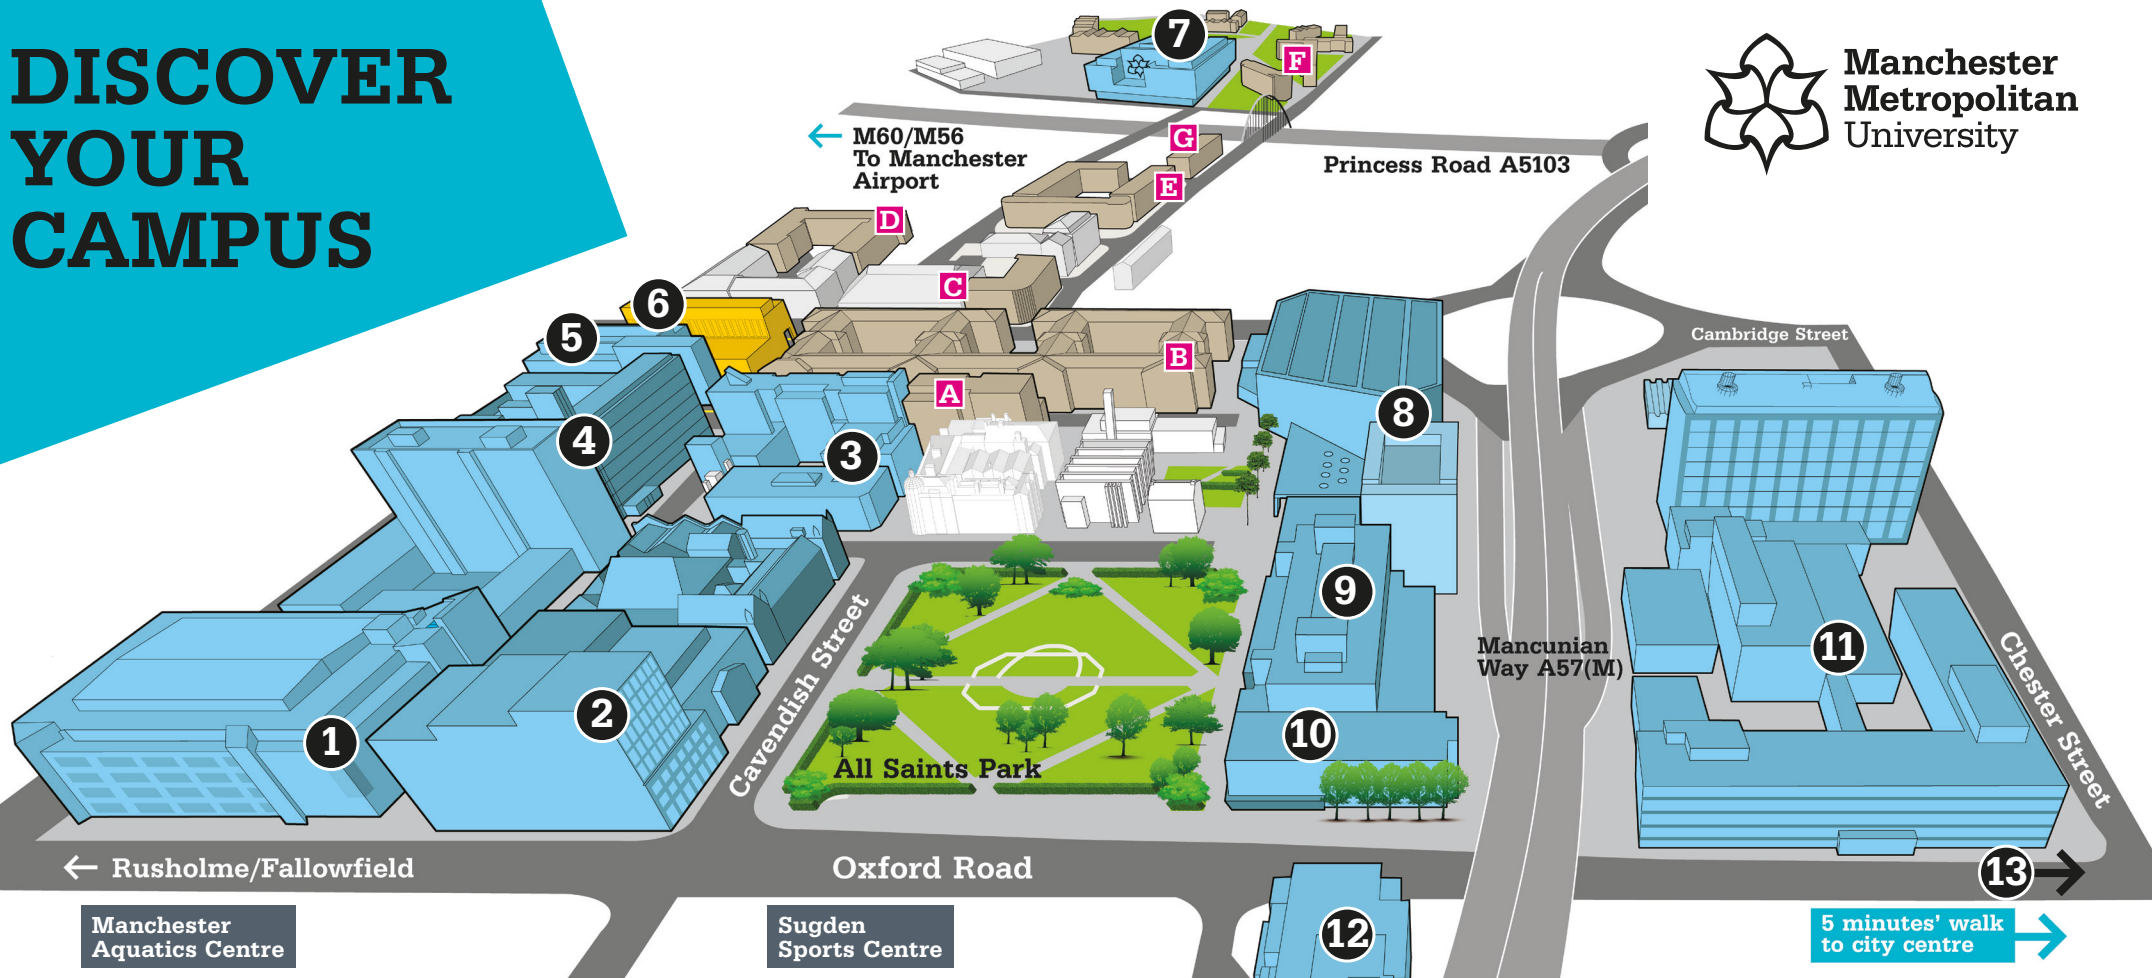 DISCOVER
YOUR
CAMPUS
Manchester
Metropolitan
University
7
F
M60/M56
To Manchester
Airport
G
E
Princess Road A5103
D
C
6
5
Cambridge Street
B
A
8
4
3
9
Mancunian
Way A57(M)
11
Cavendish Street
Chester Street
2
1
10
All Saints Park
Rusholme/Fallowfield
Oxford Road
13
Manchester
Aquatics Centre
Sugden
Sports Centre
12
5 minutes' walk
to city centre